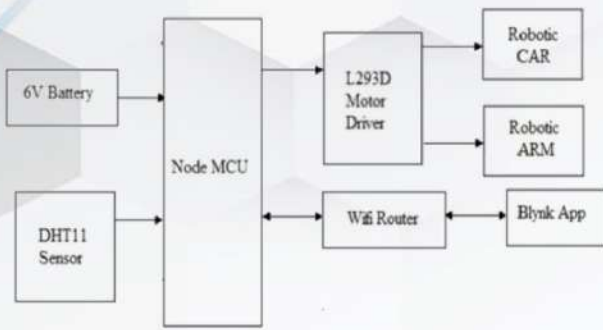 6V Battery
DHT11
Sensor
Node MCU
L293D
Motor
Driver
Robotic
CAR
Robotic
ARM
Wifi Router
Blynk App